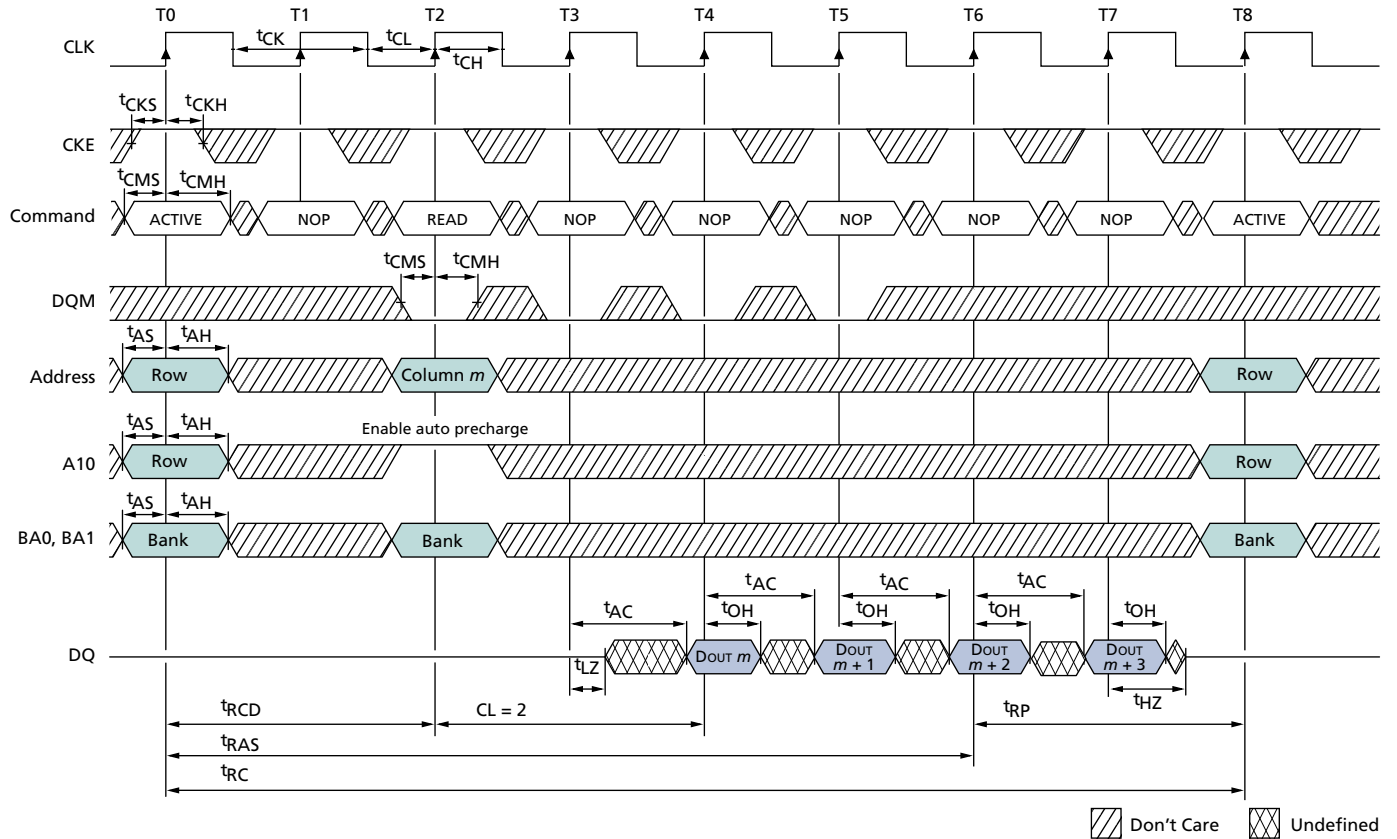 T0 T1 T2 T3 T4 T5 T6 T7 T8
CLK
tCK tCL
tCH
tCKS tCKH
CKE
tCMS tCMH
Command ACTIVE NOP READ NOP NOP NOP NOP NOP ACTIVE
tCMS tCMH
DQM
tAS tAH
Address Row Column m Row
tAS tAH Enable auto precharge
A10 Row Row
tAS tAH
BA0, BA1 Bank Bank Bank
tAC tAC tAC
tAC tOH tOH tOH tOH
DQ DOUT m DOUT m + 1 DOUT m + 2 DOUT m + 3
tLZ tHZ
tRCD CL = 2 tRP
tRAS
tRC
Don't Care Undefined